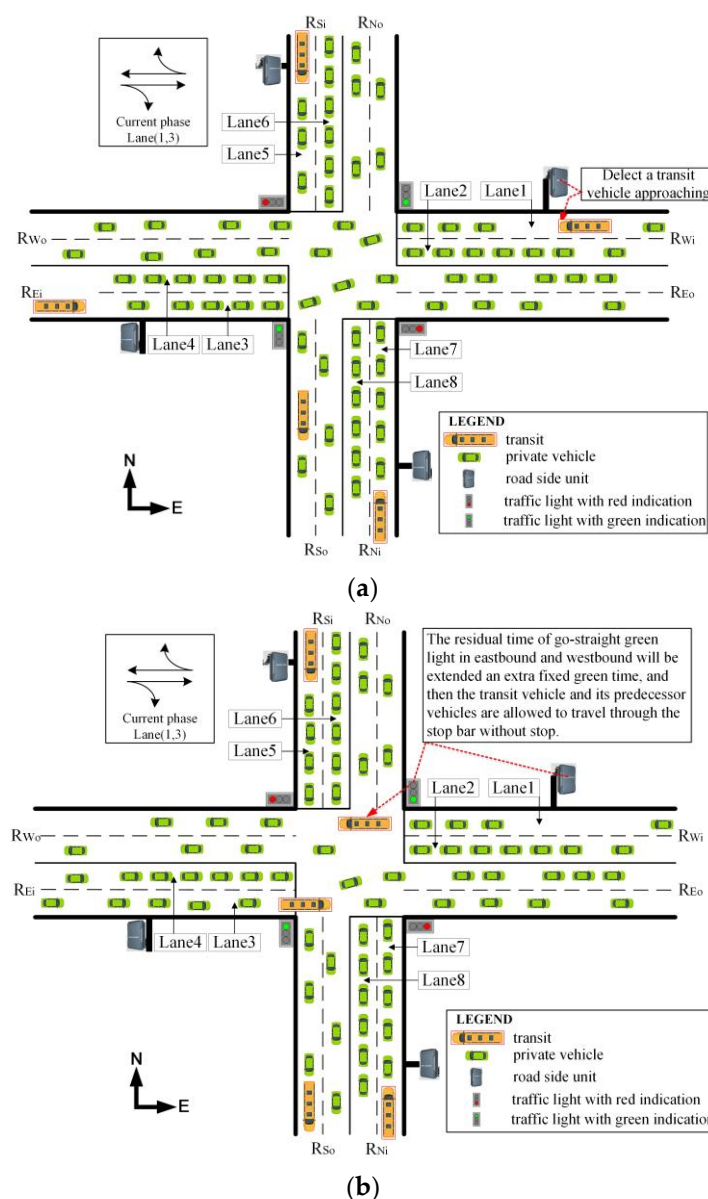 RSi
RNo
Current phase
Lane(1,3)
Lane6
Lane5
Lane2
Lane1
Delect a transit
vehicle approaching
RWo
RWi
REi
REo
Lane4
Lane3
Lane7
Lane8
N
E
LEGEND
transit
private vehicle
road side unit
traffic light with red indication
traffic light with green indication
RSo
RNi
(a)
RSi
RNo
The residual time of go-straight green
light in eastbound and westbound will be
extended an extra fixed green time, and
then the transit vehicle and its predecessor
vehicles are allowed to travel through the
stop bar without stop.
Current phase
Lane(1,3)
Lane6
Lane5
Lane2
Lane1
RWo
RWi
REi
REo
Lane4
Lane3
Lane7
Lane8
N
E
LEGEND
transit
private vehicle
road side unit
traffic light with red indication
traffic light with green indication
RSo
RNi
(b)